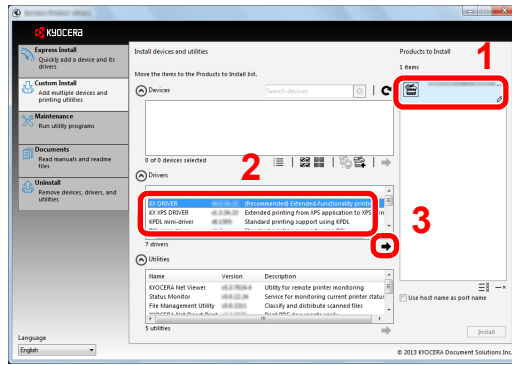 KYOCERA
Express Install
Quickly add a device and its
drivers
Custom Install
Add multiple devices and
printing utilities
Maintenance
Run utility programs
Documents
Read manuals and readme
files
Uninstall
Remove devices, drivers, and
utilities
Language
English
Install devices and utilities
Move the items to the Products to Install list.
Devices
Search devices
0 of 0 devices selected
2
Drivers
KX DRIVER (Recommended) Extended-functionality printin
KX XPS DRIVER Extended printing from XPS application to XPS
KPDL mini-driver Standard printing support using KPDL
7 drivers
3
Utilities
Name Version Description
KYOCERA Net Viewer Utility for remote printer monitoring
Status Monitor Service for monitoring current printer status
File Management Utility Classify and distribute scanned files
5 utilities
Products to Install
1
1 items
Use host name as port name
Install
© 2013 KYOCERA Document Solutions Inc.